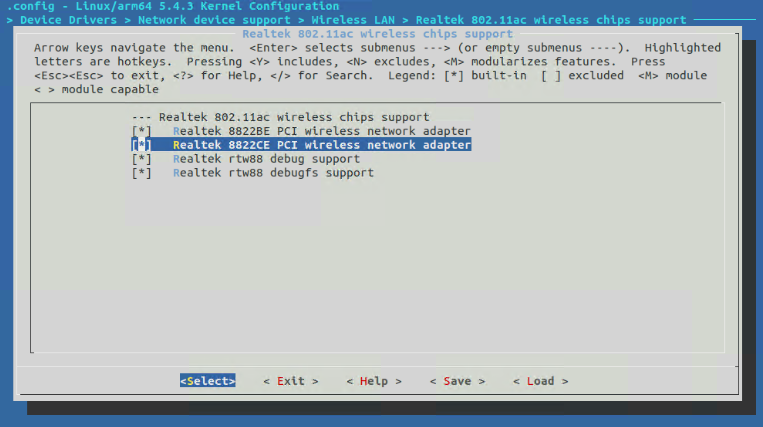 .config - Linux/arm64 5.4.3 Kernel Configuration
> Device Drivers > Network device support > Wireless LAN > Realtek 802.11ac wireless chips support
Realtek 802.11ac wireless chips support
Arrow keys navigate the menu.  <Enter> selects submenus ---> (or empty submenus ----).  Highlighted
letters are hotkeys.  Pressing <Y> includes, <N> excludes, <M> modularizes features.  Press
<Esc><Esc> to exit, <?> for Help, </> for Search.  Legend: [*] built-in  [ ] excluded  <M> module
< > module capable
--- Realtek 802.11ac wireless chips support
[*]   Realtek 8822BE PCI wireless network adapter
[*]   Realtek 8822CE PCI wireless network adapter
[*]   Realtek rtw88 debug support
[*]   Realtek rtw88 debugfs support
<Select>    < Exit >    < Help >    < Save >    < Load >